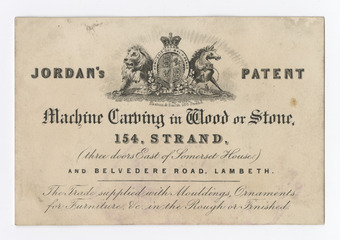 JORDAN's PATENT
Machine Carving in Wood or Stone,
154, STRAND,
(three doors East of Somerset House)
AND BELVEDERE ROAD, LAMBETH.
The Trade supplied with Mouldings, Ornaments
for Furniture, &c. in the Rough or Finished.